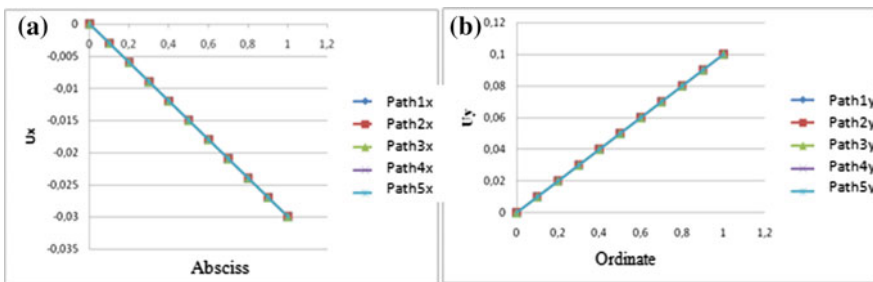 (a)
0
0 0,2 0,4 0,6 0,8 1 1,2
-0,005
-0,01
-0,015
-0,02
-0,025
-0,03
-0,035
Ux
Absciss
Path1x
Path2x
Path3x
Path4x
Path5x
(b)
0,12
0,1
0,08
0,06
0,04
0,02
0
0 0,2 0,4 0,6 0,8 1 1,2
Uy
Ordinate
Path1y
Path2y
Path3y
Path4y
Path5y